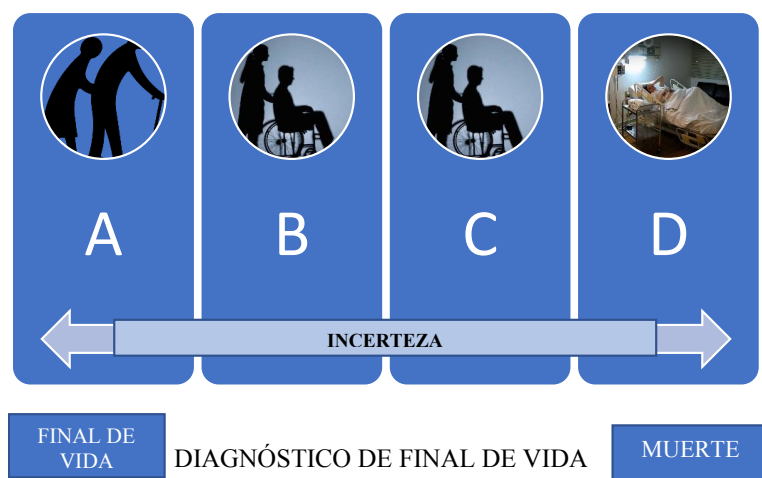 A
B
C
D
INCERTEZA
FINAL DE
VIDA
DIAGNÓSTICO DE FINAL DE VIDA
MUERTE